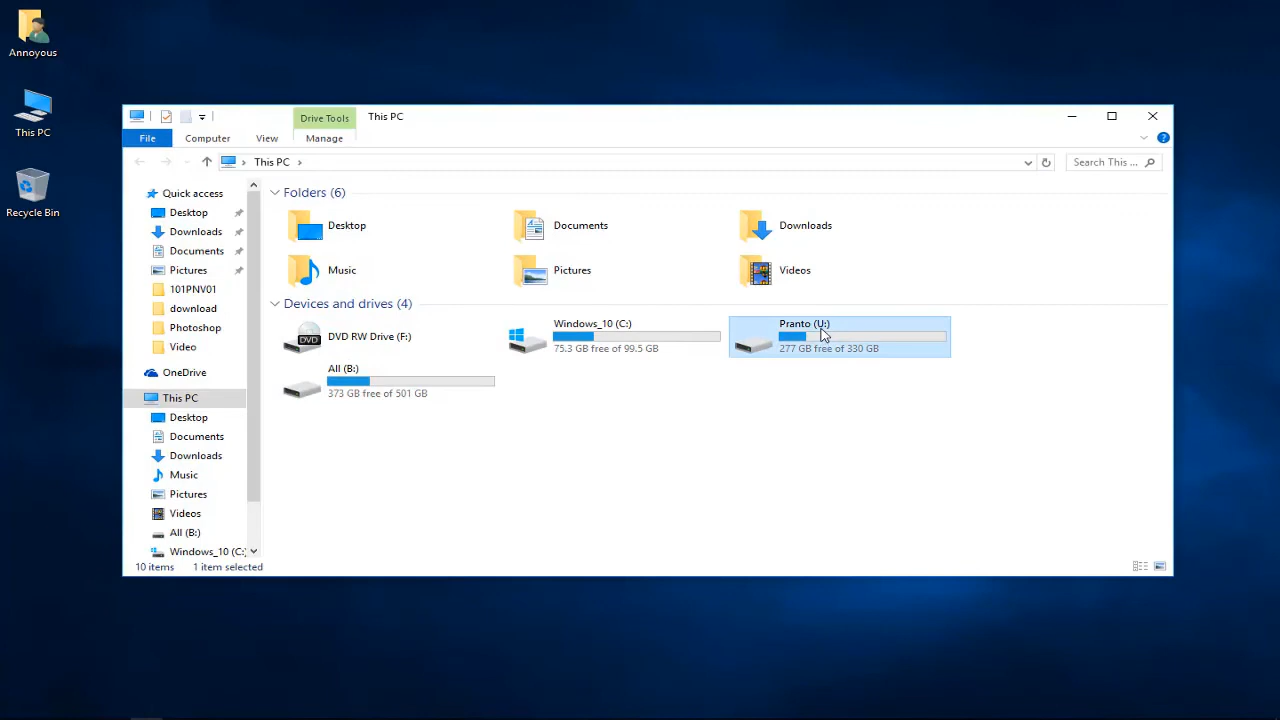 Annoyous
This PC
Recycle Bin
Drive Tools
This PC
File
Computer
View
Manage
This PC
Search This ...
Quick access
Desktop
Downloads
Documents
Pictures
101PNV01
download
Photoshop
Video
OneDrive
This PC
Desktop
Documents
Downloads
Music
Pictures
Videos
All (B:)
Windows_10 (C:)
Folders (6)
Desktop
Documents
Downloads
Music
Pictures
Videos
Devices and drives (4)
DVD
DVD RW Drive (F:)
Windows_10 (C:)
75.3 GB free of 99.5 GB
Pranto (U:)
277 GB free of 330 GB
All (B:)
373 GB free of 501 GB
10 items
1 item selected